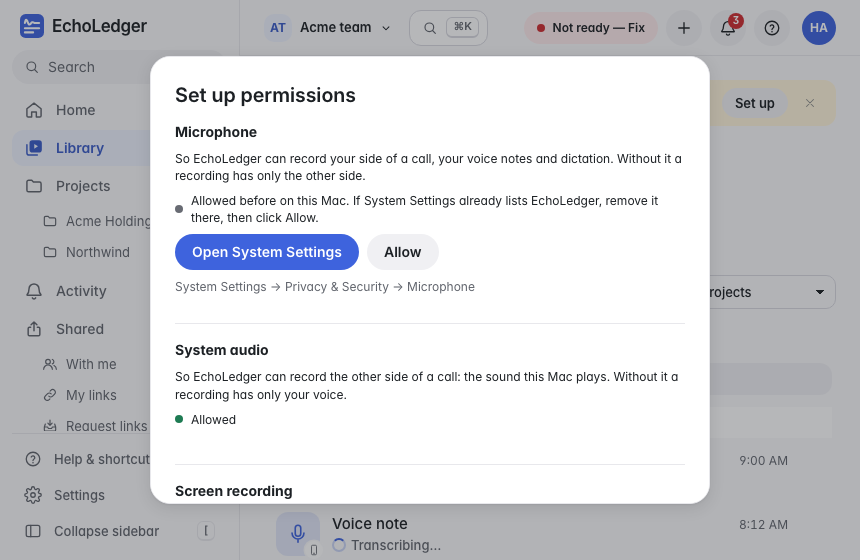 EchoLedger
AT Acme team
⌘K
Not ready — Fix
3
HA
Search
Set up
Home
Library
Projects
Acme Holding
Northwind
Activity
Shared
With me
My links
Request links
Help & shortcut
Settings
Collapse sidebar [
Set up permissions
Microphone
So EchoLedger can record your side of a call, your voice notes and dictation. Without it a
recording has only the other side.
Allowed before on this Mac. If System Settings already lists EchoLedger, remove it
there, then click Allow.
Open System Settings
Allow
System Settings → Privacy & Security → Microphone
System audio
So EchoLedger can record the other side of a call: the sound this Mac plays. Without it a
recording has only your voice.
Allowed
Screen recording
rojects
9:00 AM
Voice note
Transcribing...
8:12 AM